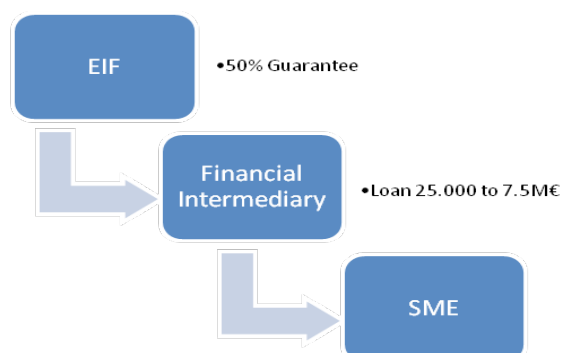 EIF
•50% Guarantee
Financial
Intermediary
•Loan 25.000 to 7.5M€
SME